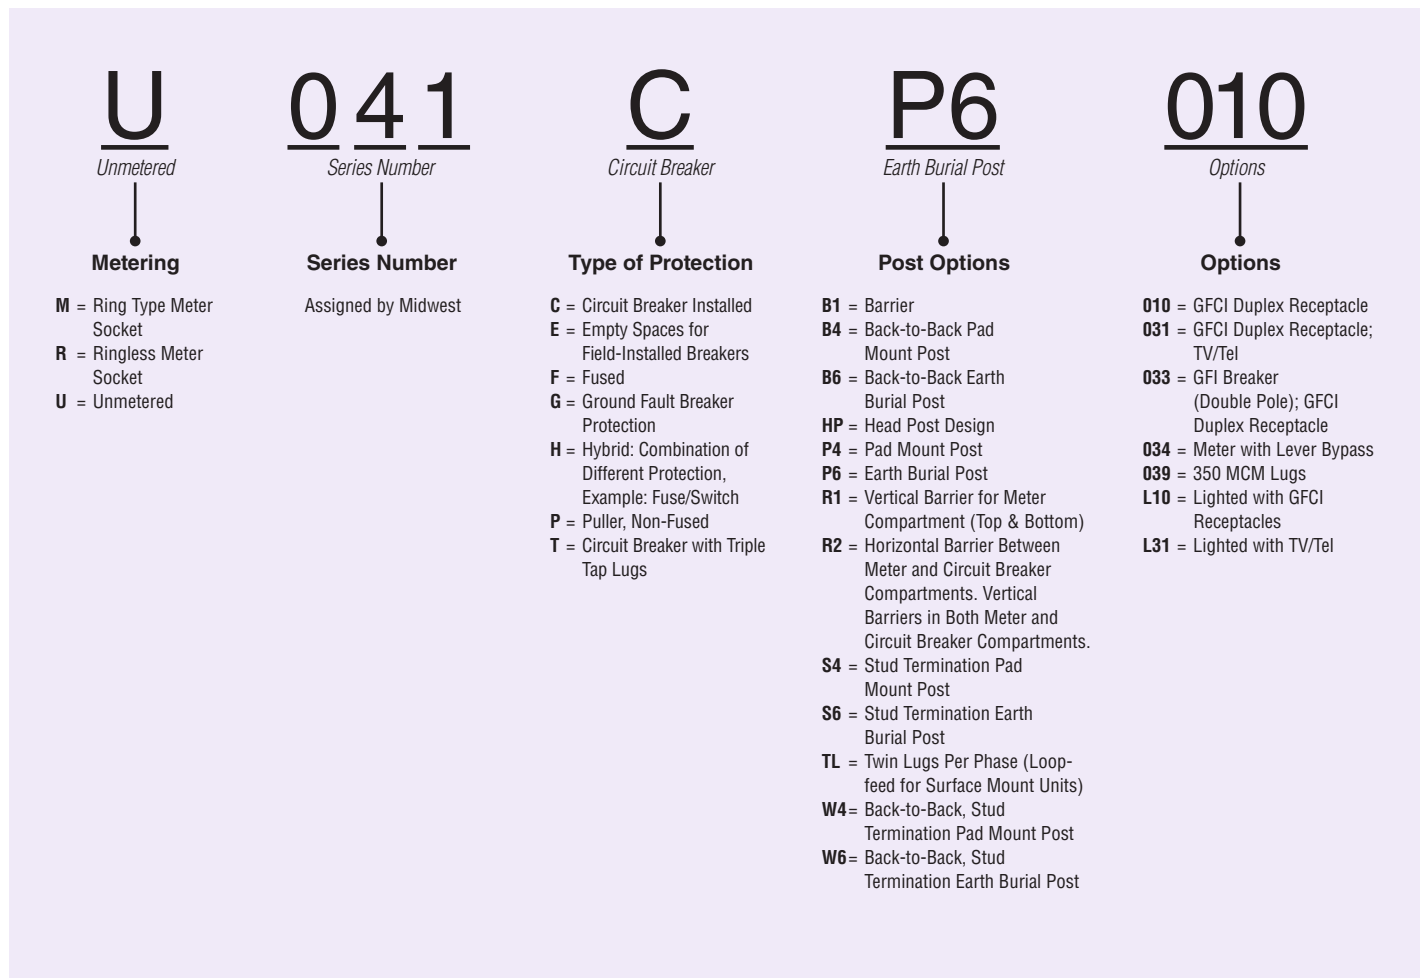 U 0 4 1 C P6 010
Unmetered Series Number Circuit Breaker Earth Burial Post Options
Metering
M = Ring Type Meter
Socket
R = Ringless Meter
Socket
U = Unmetered
Series Number
Assigned by Midwest
Type of Protection
C = Circuit Breaker Installed
E = Empty Spaces for
Field-Installed Breakers
F = Fused
G = Ground Fault Breaker
Protection
H = Hybrid: Combination of
Different Protection,
Example: Fuse/Switch
P = Puller, Non-Fused
T = Circuit Breaker with Triple
Tap Lugs
Post Options
B1 = Barrier
B4 = Back-to-Back Pad
Mount Post
B6 = Back-to-Back Earth
Burial Post
HP = Head Post Design
P4 = Pad Mount Post
P6 = Earth Burial Post
R1 = Vertical Barrier for Meter
Compartment (Top & Bottom)
R2 = Horizontal Barrier Between
Meter and Circuit Breaker
Compartments. Vertical
Barriers in Both Meter and
Circuit Breaker Compartments.
S4 = Stud Termination Pad
Mount Post
S6 = Stud Termination Earth
Burial Post
TL = Twin Lugs Per Phase (Loop-
feed for Surface Mount Units)
W4= Back-to-Back, Stud
Termination Pad Mount Post
W6= Back-to-Back, Stud
Termination Earth Burial Post
Options
010 = GFCI Duplex Receptacle
031 = GFCI Duplex Receptacle;
TV/Tel
033 = GFI Breaker
(Double Pole); GFCI
Duplex Receptacle
034 = Meter with Lever Bypass
039 = 350 MCM Lugs
L10 = Lighted with GFCI
Receptacles
L31 = Lighted with TV/Tel